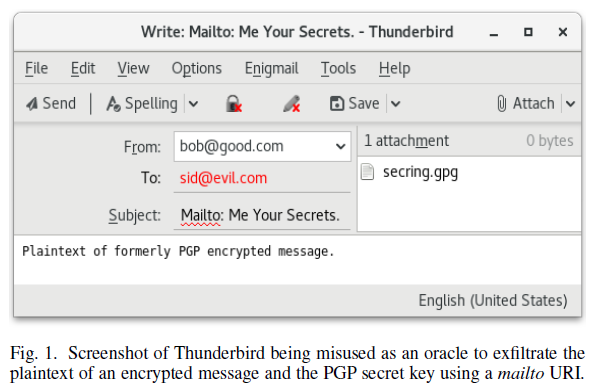 Write: Mailto: Me Your Secrets. - Thunderbird
File Edit View Options Enigmail Tools Help
Send Spelling Save Attach
From: bob@good.com
1 attachment 0 bytes
To: sid@evil.com
secring.gpg
Subject: Mailto: Me Your Secrets.
Plaintext of formerly PGP encrypted message.
English (United States)
Fig. 1. Screenshot of Thunderbird being misused as an oracle to exfiltrate the
plaintext of an encrypted message and the PGP secret key using a mailto URI.